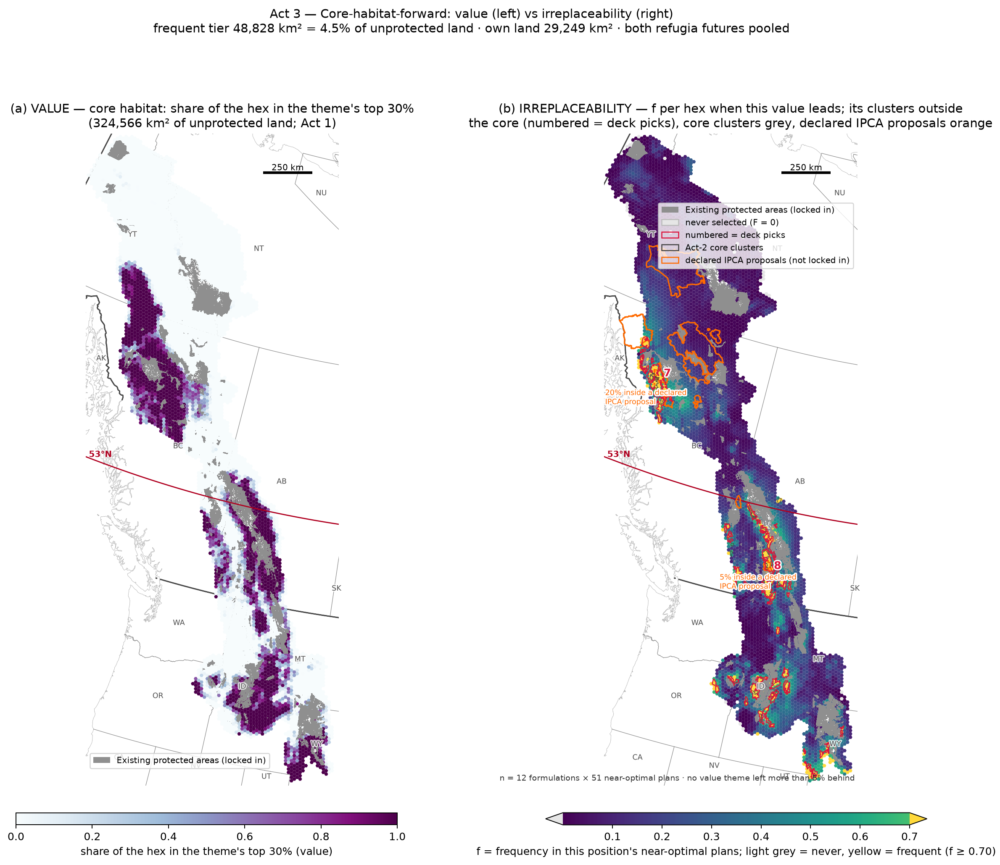 Act 3 — Core-habitat-forward: value (left) vs irreplaceability (right)
frequent tier 48,828 km² = 4.5% of unprotected land · own land 29,249 km² · both refugia futures pooled
(a) VALUE — core habitat: share of the hex in the theme's top 30%
(324,566 km² of unprotected land; Act 1)
250 km
NU
YT
NT
AK
BC
53°N
AB
SK
WA
MT
ID
OR
WY
CA
NV
UT
Existing protected areas (locked in)
0.0
0.2
0.4
0.6
0.8
1.0
share of the hex in the theme's top 30% (value)
(b) IRREPLACEABILITY — f per hex when this value leads; its clusters outside
the core (numbered = deck picks), core clusters grey, declared IPCA proposals orange
250 km
NU
Existing protected areas (locked in)
never selected (F = 0)
numbered = deck picks
Act-2 core clusters
declared IPCA proposals (not locked in)
YT
NT
AK
7
20% inside a declared
IPCA proposal
BC
53°N
AB
8
5% inside a declared
IPCA proposal
SK
WA
MT
ID
OR
WY
CA
NV
UT
n = 12 formulations × 51 near-optimal plans · no value theme left more than 5% behind
0.1
0.2
0.3
0.4
0.5
0.6
0.7
f = frequency in this position's near-optimal plans; light grey = never, yellow = frequent (f ≥ 0.70)